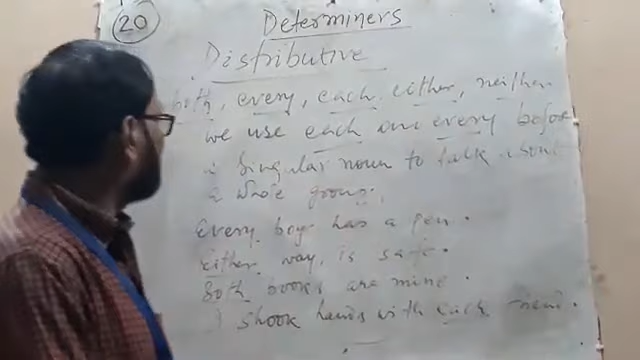 20
Determiners
Distributive
both, every, each, either, neither
we use each and every before
a singular noun to talk about
a whole group.
Every boy has a pen.
Either way, is safe.
Both books are mine.
I shook hands with each